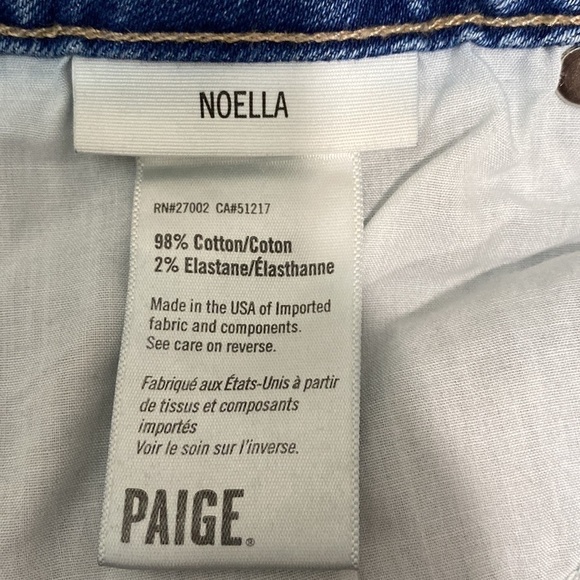 NOELLA
RN#27002 CA#51217
98% Cotton/Coton
2% Elastane/Élasthanne
Made in the USA of Imported
fabric and components.
See care on reverse.
Fabriqué aux États-Unis à partir
de tissus et composants
importés
Voir le soin sur l'inverse.
PAIGE®